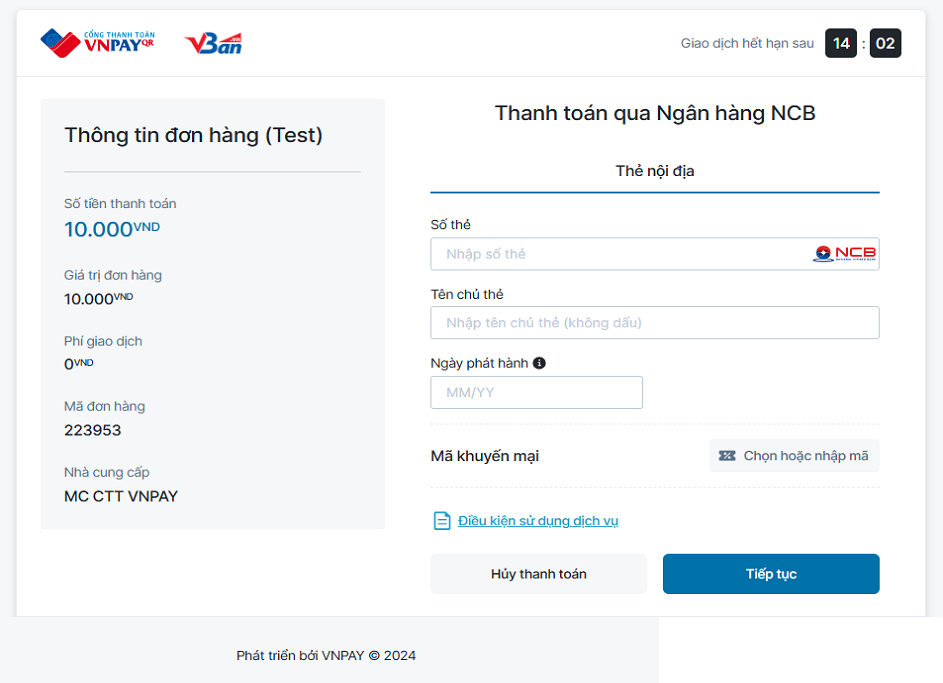 CỔNG THANH TOÁN
VNPAYQR
VBan
Giao dịch hết hạn sau 14 : 02
Thông tin đơn hàng (Test)
Số tiền thanh toán
10.000VND
Giá trị đơn hàng
10.000VND
Phí giao dịch
0VND
Mã đơn hàng
223953
Nhà cung cấp
MC CTT VNPAY
Thanh toán qua Ngân hàng NCB
Thẻ nội địa
Số thẻ
Nhập số thẻ
NCB
Tên chủ thẻ
Nhập tên chủ thẻ (không dấu)
Ngày phát hành
MM/YY
Mã khuyến mại
Chọn hoặc nhập mã
Điều kiện sử dụng dịch vụ
Hủy thanh toán
Tiếp tục
Phát triển bởi VNPAY © 2024